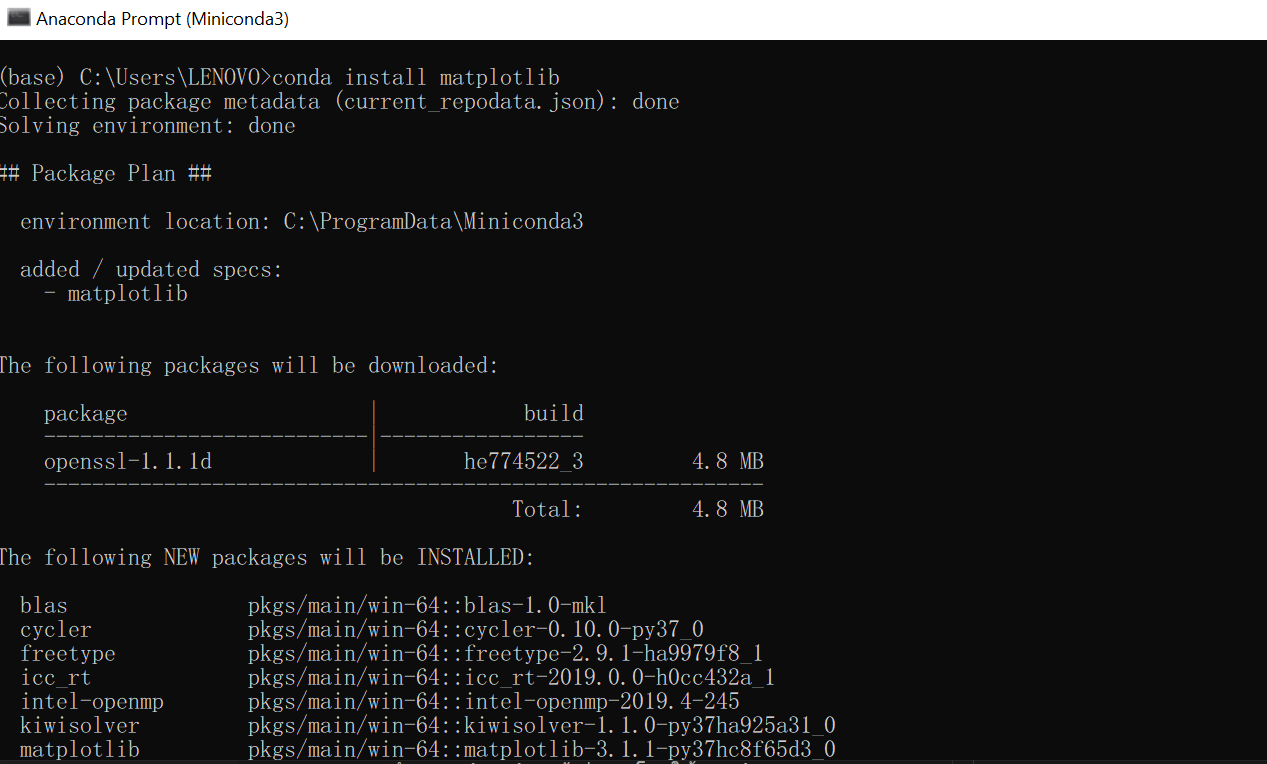 Anaconda Prompt (Miniconda3)
(base) C:\Users\LENOVO>conda install matplotlib
Collecting package metadata (current_repodata.json): done
Solving environment: done
## Package Plan ##
environment location: C:\ProgramData\Miniconda3
added / updated specs:
- matplotlib
The following packages will be downloaded:
package | build
---------------------------|-----------------
openssl-1.1.1d | he774522_3 4.8 MB
------------------------------------------------------------
Total: 4.8 MB
The following NEW packages will be INSTALLED:
blas pkgs/main/win-64::blas-1.0-mkl
cycler pkgs/main/win-64::cycler-0.10.0-py37_0
freetype pkgs/main/win-64::freetype-2.9.1-ha9979f8_1
icc_rt pkgs/main/win-64::icc_rt-2019.0.0-h0cc432a_1
intel-openmp pkgs/main/win-64::intel-openmp-2019.4-245
kiwisolver pkgs/main/win-64::kiwisolver-1.1.0-py37ha925a31_0
matplotlib pkgs/main/win-64::matplotlib-3.1.1-py37hc8f65d3_0